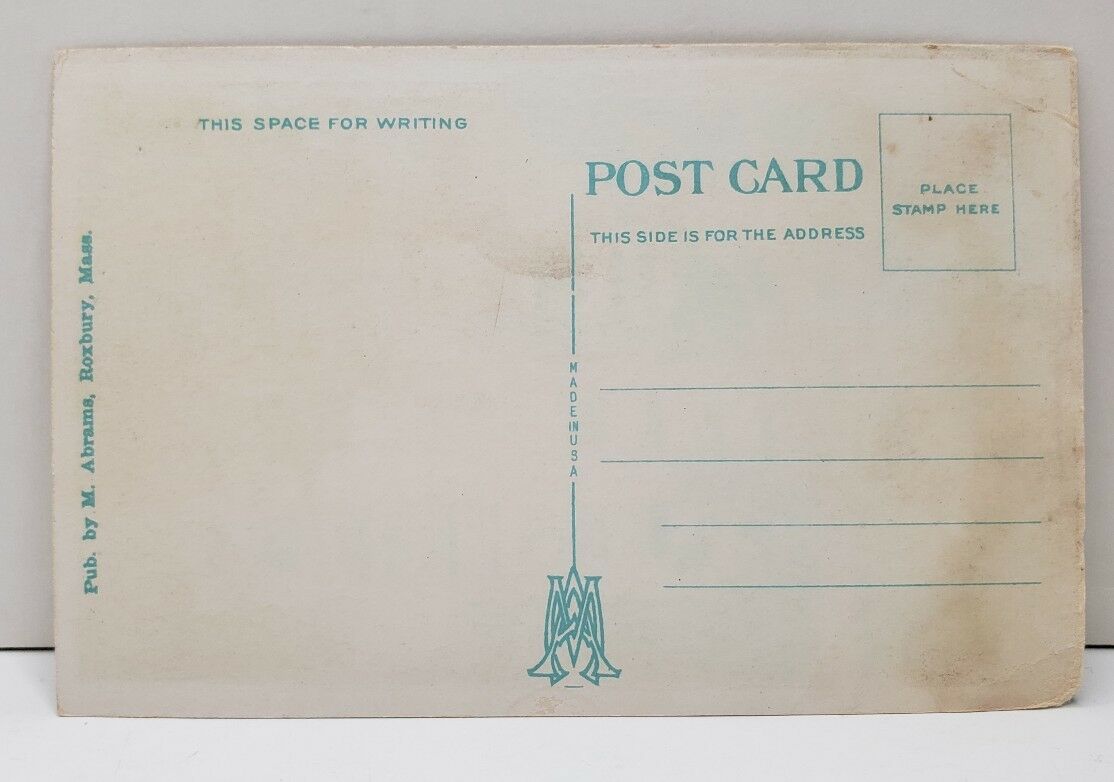 THIS SPACE FOR WRITING
POST CARD
THIS SIDE IS FOR THE ADDRESS
PLACE
STAMP HERE
Pub. by M. Abrams, Roxbury, Mass.
MADE IN USA